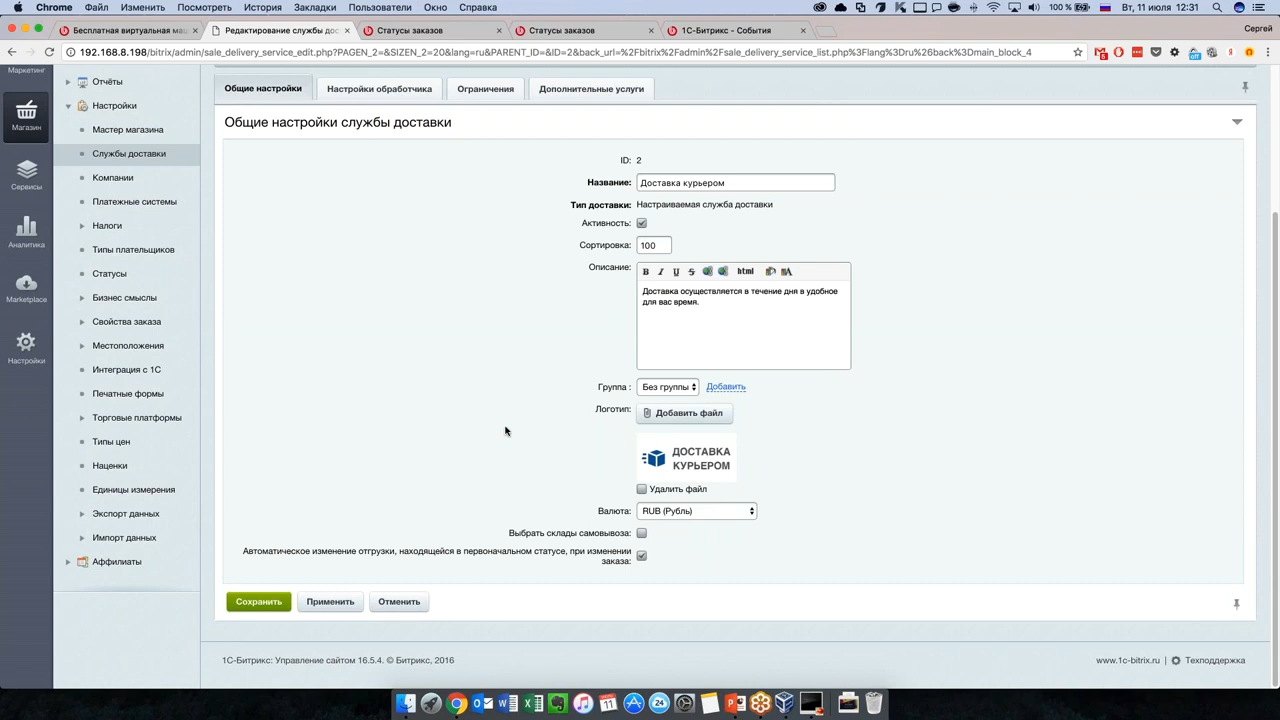 Chrome Файл Изменить Посмотреть История Закладки Пользователи Окно Справка 100 % Вт, 11 июля 12:31
Бесплатная виртуальная маш Редактирование службы дос Статусы заказов Статусы заказов 1С-Битрикс - События Сергей
192.168.8.198/bitrix/admin/sale_delivery_service_edit.php?PAGEN_2=&SIZEN_2=20&lang=ru&PARENT_ID=&ID=2&back_url=%2Fbitrix%2Fadmin%2Fsale_delivery_service_list.php%3Flang%3Dru%26back%3Dmain_block_4
Маркетинг
Магазин
Сервисы
Аналитика
Marketplace
Настройки
Отчёты
Настройки
Мастер магазина
Службы доставки
Компании
Платежные системы
Налоги
Типы плательщиков
Статусы
Бизнес смыслы
Свойства заказа
Местоположения
Интеграция с 1С
Печатные формы
Торговые платформы
Типы цен
Наценки
Единицы измерения
Экспорт данных
Импорт данных
Аффилиаты
Общие настройки Настройки обработчика Ограничения Дополнительные услуги
Общие настройки службы доставки
ID: 2
Название: Доставка курьером
Тип доставки: Настраиваемая служба доставки
Активность:
Сортировка: 100
Описание: B I U S html
Доставка осуществляется в течение дня в удобное
для вас время.
Группа : Без группы Добавить
Логотип: Добавить файл
ДОСТАВКА
КУРЬЕРОМ
Удалить файл
Валюта: RUB (Рубль)
Выбрать склады самовывоза:
Автоматическое изменение отгрузки, находящейся в первоначальном статусе, при изменении
заказа:
Сохранить Применить Отменить
1С-Битрикс: Управление сайтом 16.5.4. © Битрикс, 2016 www.1c-bitrix.ru | Техподдержка